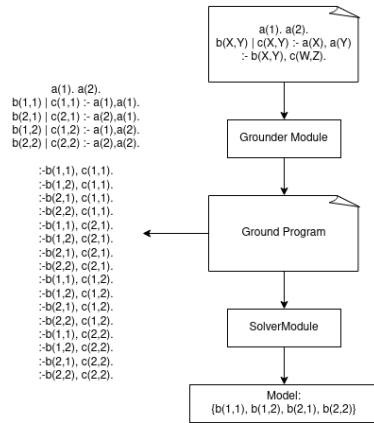 a(1). a(2).
b(X,Y) | c(X,Y) :- a(X), a(Y)
:- b(X,Y), c(W,Z).
Grounder Module
Ground Program
SolverModule
Model:
{b(1,1), b(1,2), b(2,1), b(2,2)}
a(1). a(2).
b(1,1) | c(1,1) :- a(1),a(1).
b(2,1) | c(2,1) :- a(2),a(1).
b(1,2) | c(1,2) :- a(1),a(2).
b(2,2) | c(2,2) :- a(2),a(2).
:-b(1,1), c(1,1).
:-b(1,2), c(1,1).
:-b(2,1), c(1,1).
:-b(2,2), c(1,1).
:-b(1,1), c(2,1).
:-b(1,2), c(2,1).
:-b(2,1), c(2,1).
:-b(2,2), c(2,1).
:-b(1,1), c(1,2).
:-b(1,2), c(1,2).
:-b(2,1), c(1,2).
:-b(2,2), c(1,2).
:-b(1,1), c(2,2).
:-b(1,2), c(2,2).
:-b(2,1), c(2,2).
:-b(2,2), c(2,2).